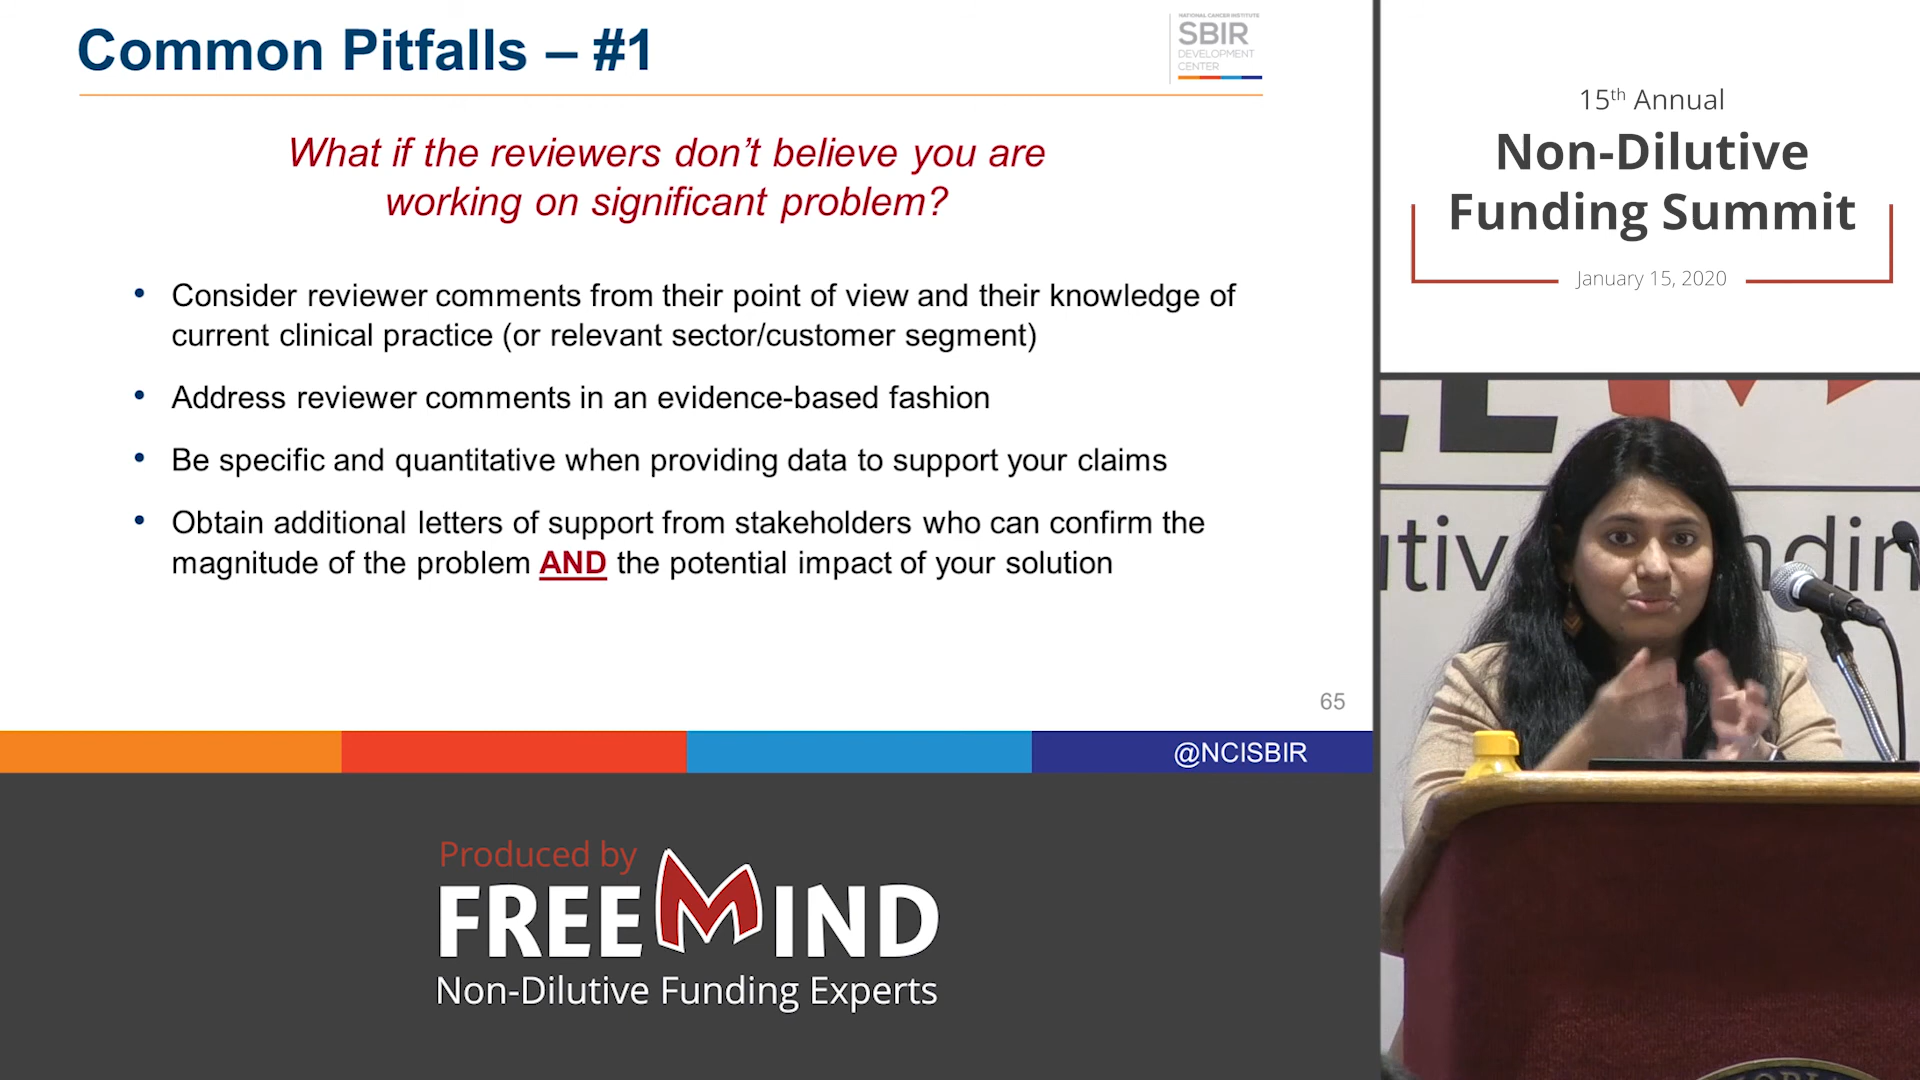 Common Pitfalls – #1
NATIONAL CANCER INSTITUTE
SBIR
DEVELOPMENT
CENTER
What if the reviewers don’t believe you are
working on significant problem?
• Consider reviewer comments from their point of view and their knowledge of
current clinical practice (or relevant sector/customer segment)
• Address reviewer comments in an evidence-based fashion
• Be specific and quantitative when providing data to support your claims
• Obtain additional letters of support from stakeholders who can confirm the
magnitude of the problem AND the potential impact of your solution
65
@NCISBIR
Produced by
FREEMIND
Non-Dilutive Funding Experts
15th Annual
Non-Dilutive
Funding Summit
January 15, 2020